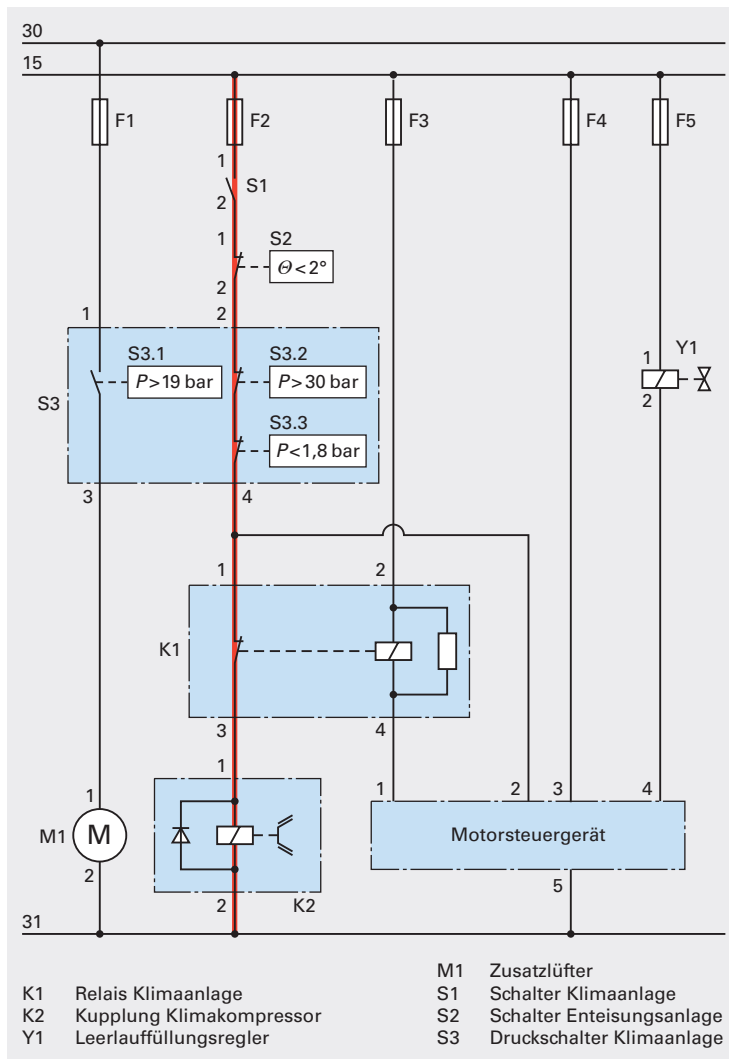 30
15
F1
F2
F3
F4
F5
1
S1
2
1
S2
Θ < 2°
2
1
2
S3.1
P > 19 bar
S3.2
P > 30 bar
S3
S3.3
P < 1,8 bar
3
4
1
Y1
2
1
2
K1
3
4
1
1
2
3
4
1
M1
M
2
Motorsteuergerät
2
K2
5
31
K1 Relais Klimaanlage
K2 Kupplung Klimakompressor
Y1 Leerlauffüllungsregler
M1 Zusatzlüfter
S1 Schalter Klimaanlage
S2 Schalter Enteisungsanlage
S3 Druckschalter Klimaanlage